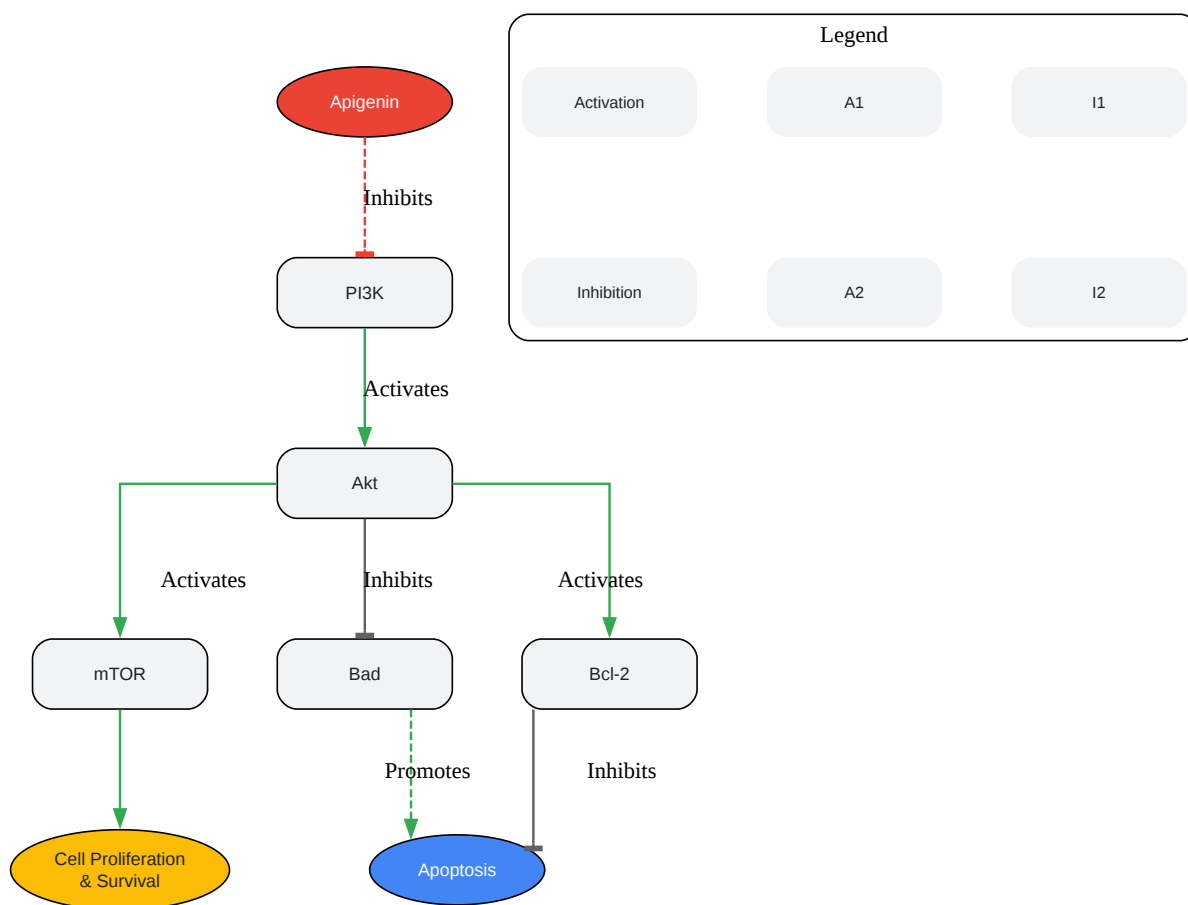 Legend
Apigenin
Activation
A1
I1
Inhibits
PI3K
Inhibition
A2
I2
Activates
Akt
Activates
Inhibits
Activates
mTOR
Bad
Bcl-2
Promotes
Inhibits
Cell Proliferation
& Survival
Apoptosis